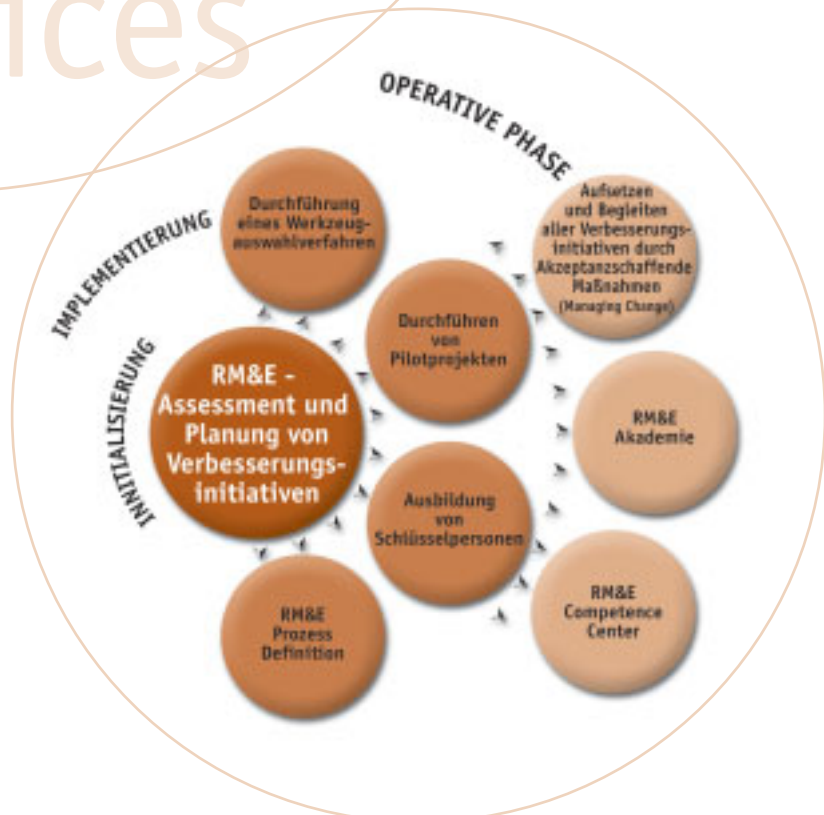 ices
OPERATIVE PHASE
IMPLEMENTIERUNG
INNITIALISIERUNG
Durchführung
eines Werkzeug-
auswahlverfahren
Aufsetzen
und Begleiten
aller Verbesserungs-
initiativen durch
Akzeptanzschaffende
Maßnahmen
(Managing Change)
Durchführen
von
Pilotprojekten
RM&E -
Assessment und
Planung von
Verbesserungs-
initiativen
RM&E
Akademie
Ausbildung
von
Schlüsselpersonen
RM&E
Prozess
Definition
RM&E
Competence
Center